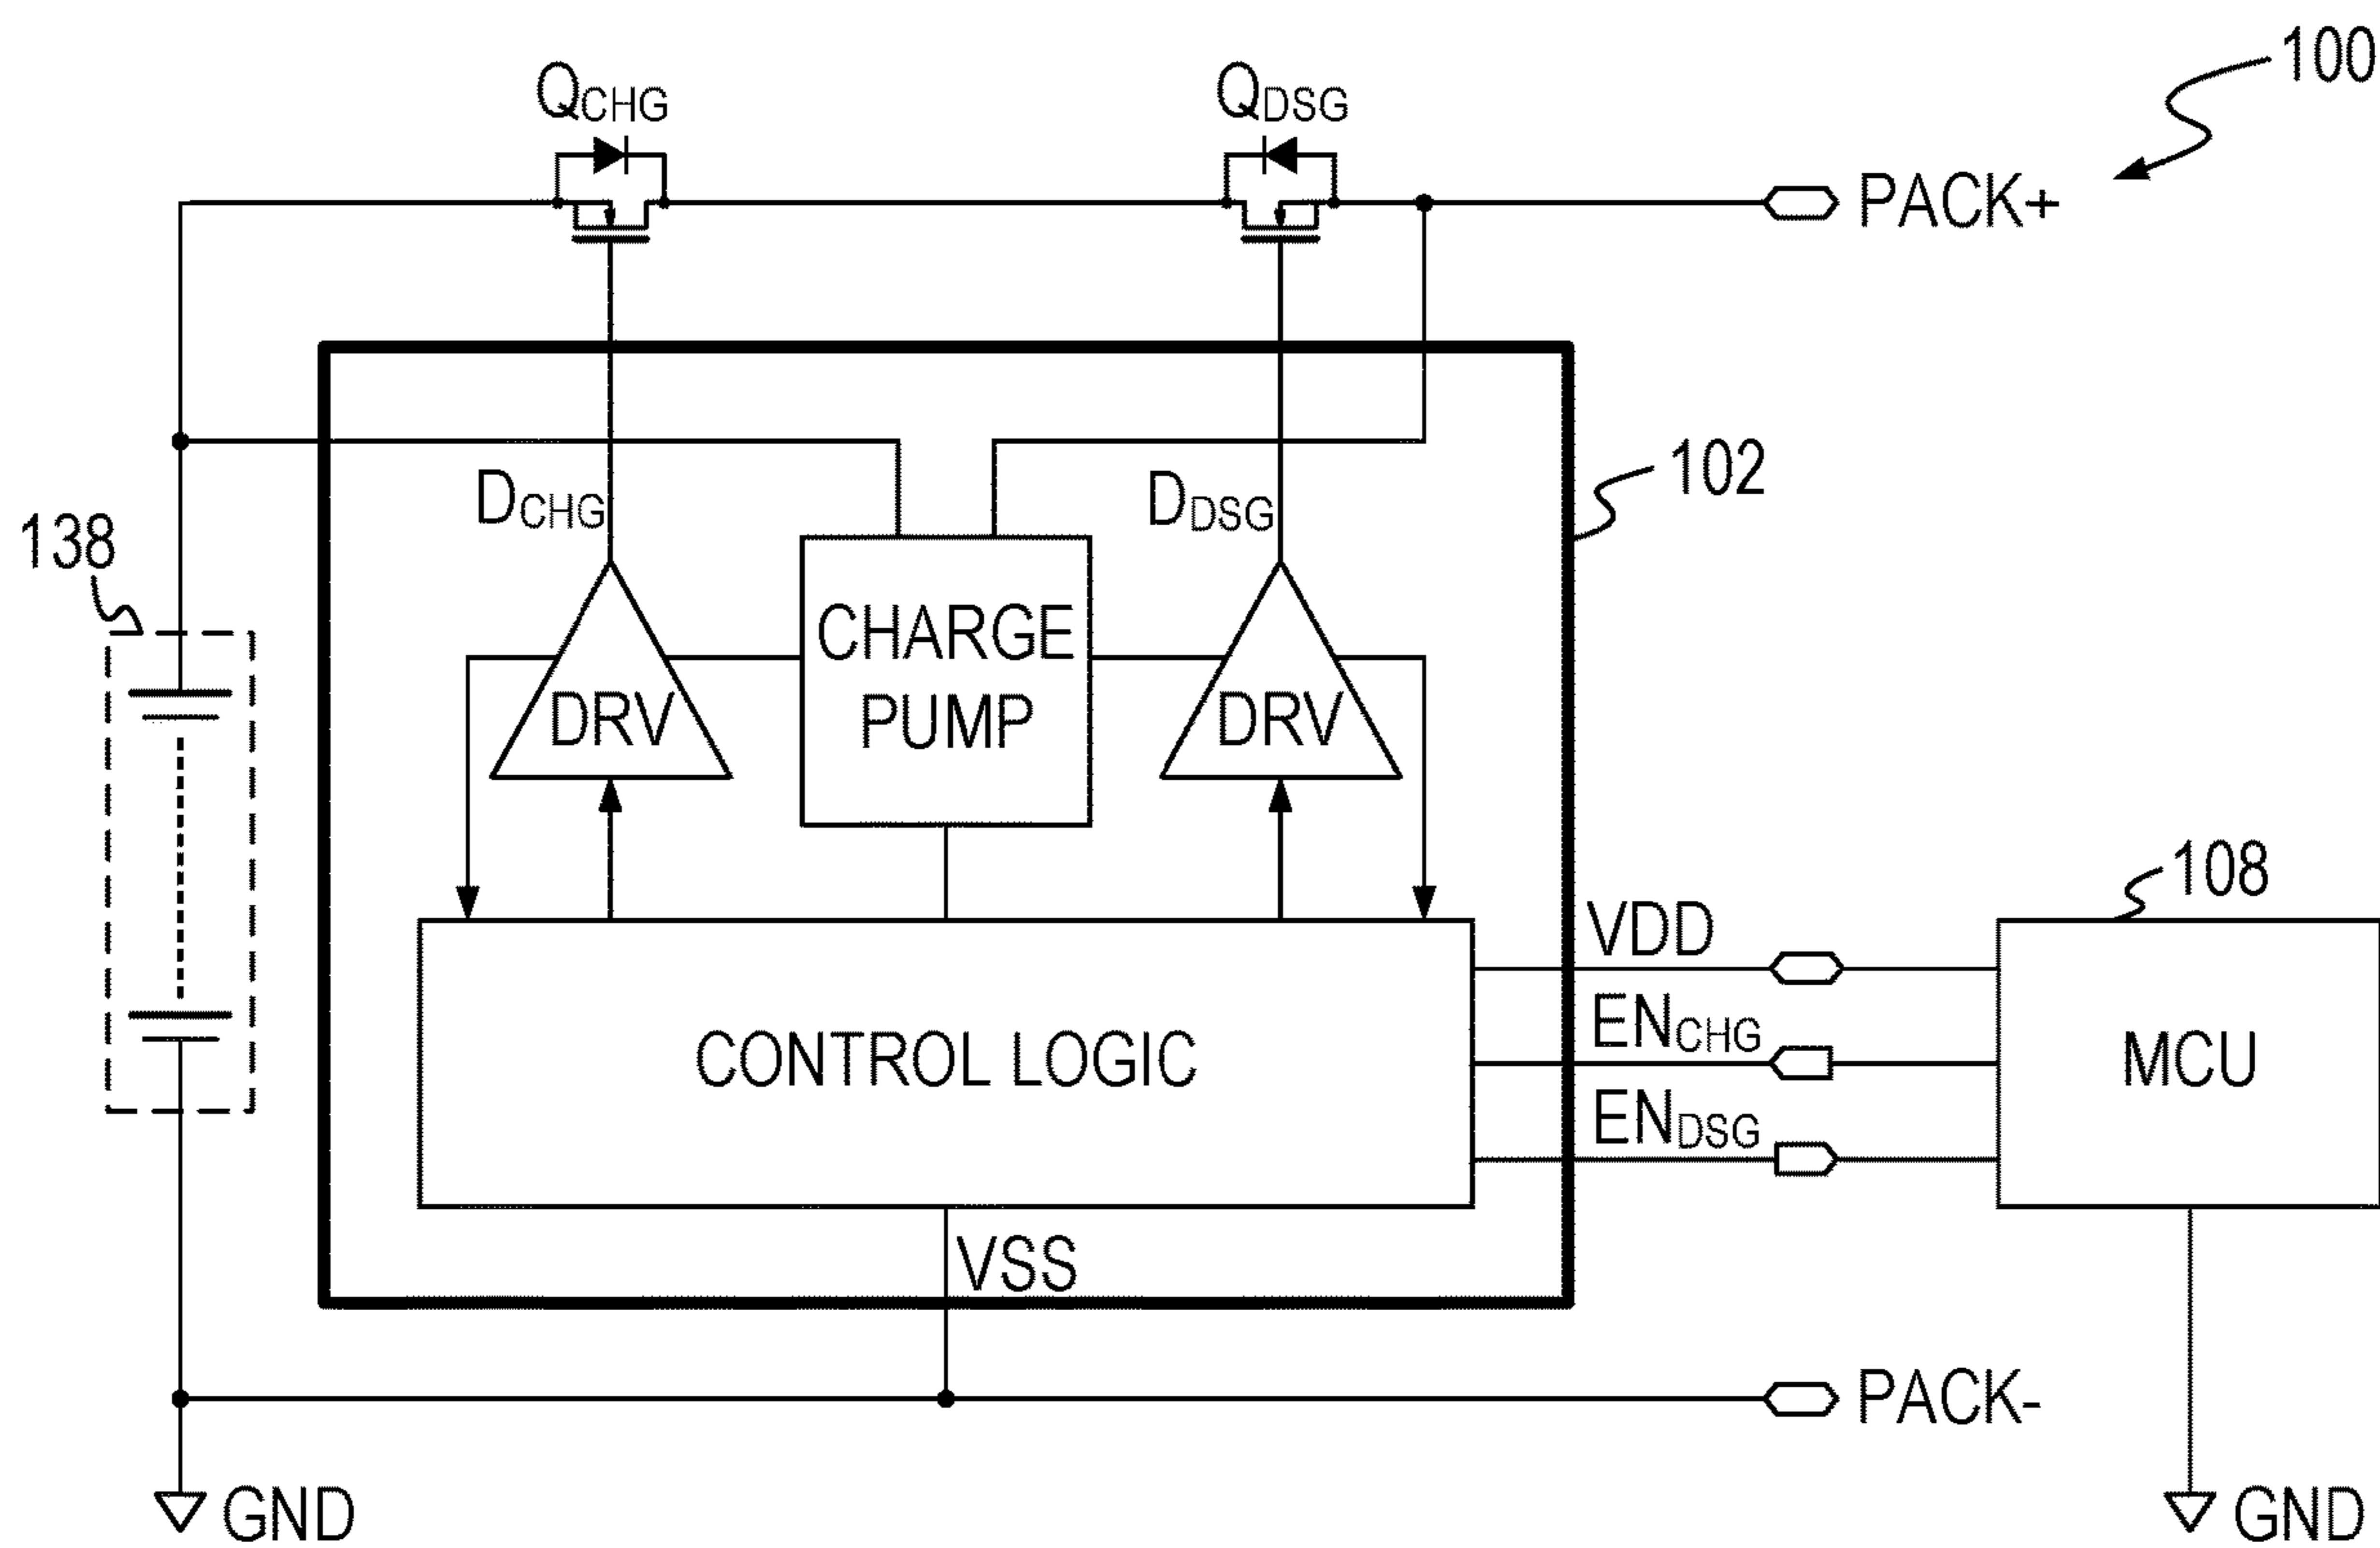 100
QCHG
QDSG
PACK+
102
DCHG
DDSG
138
CHARGE
PUMP
DRV
DRV
108
VDD
ENCHG
CONTROL LOGIC
MCU
ENDSG
VSS
PACK-
GND
GND